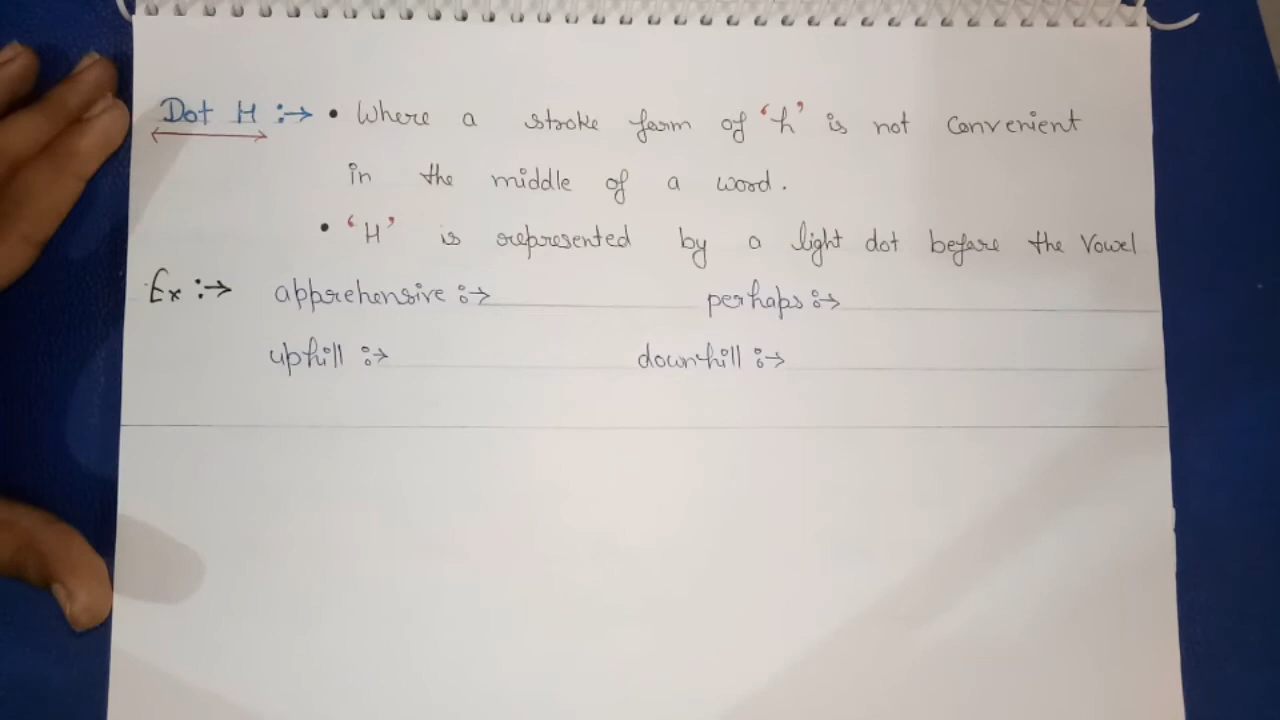 Dot H :→ • Where a stroke form of 'h' is not convenient
in the middle of a word.
• 'H' is represented by a light dot before the vowel
Ex :→ apprehensive :→ perhaps :→
uphill :→ downhill :→